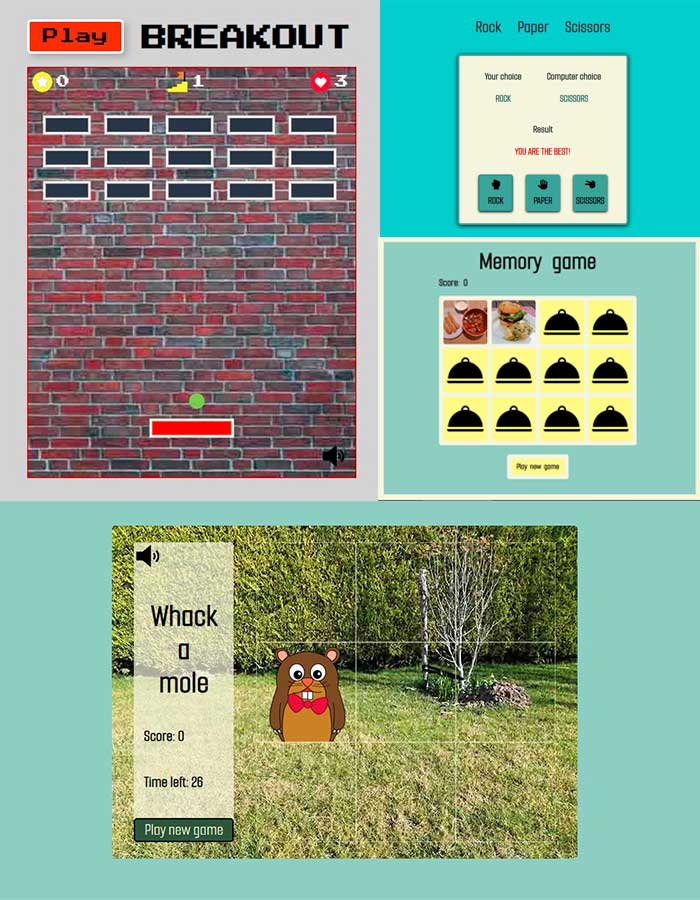 Play
BREAKOUT
0 1 3
Rock Paper Scissors
Your choice Computer choice
ROCK SCISSORS
Result
YOU ARE THE BEST!
ROCK PAPER SCISSORS
Memory game
Score: 0
Play new game
Whack
a
mole
Score: 0
Time left: 26
Play new game